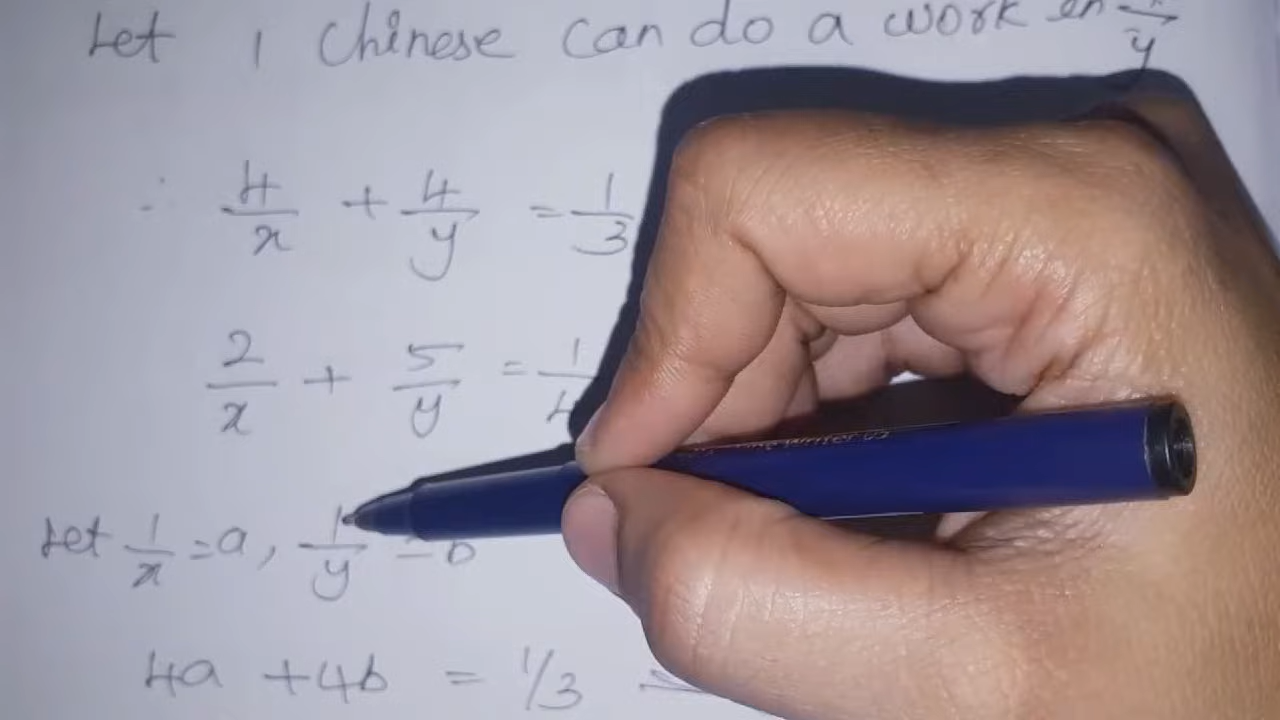 Let 1 Chinese can do a work in
∴ 4/x + 4/y = 1/3
2/x + 5/y = 1/4
Let 1/x = a, 1/y = b
4a + 4b = 1/3